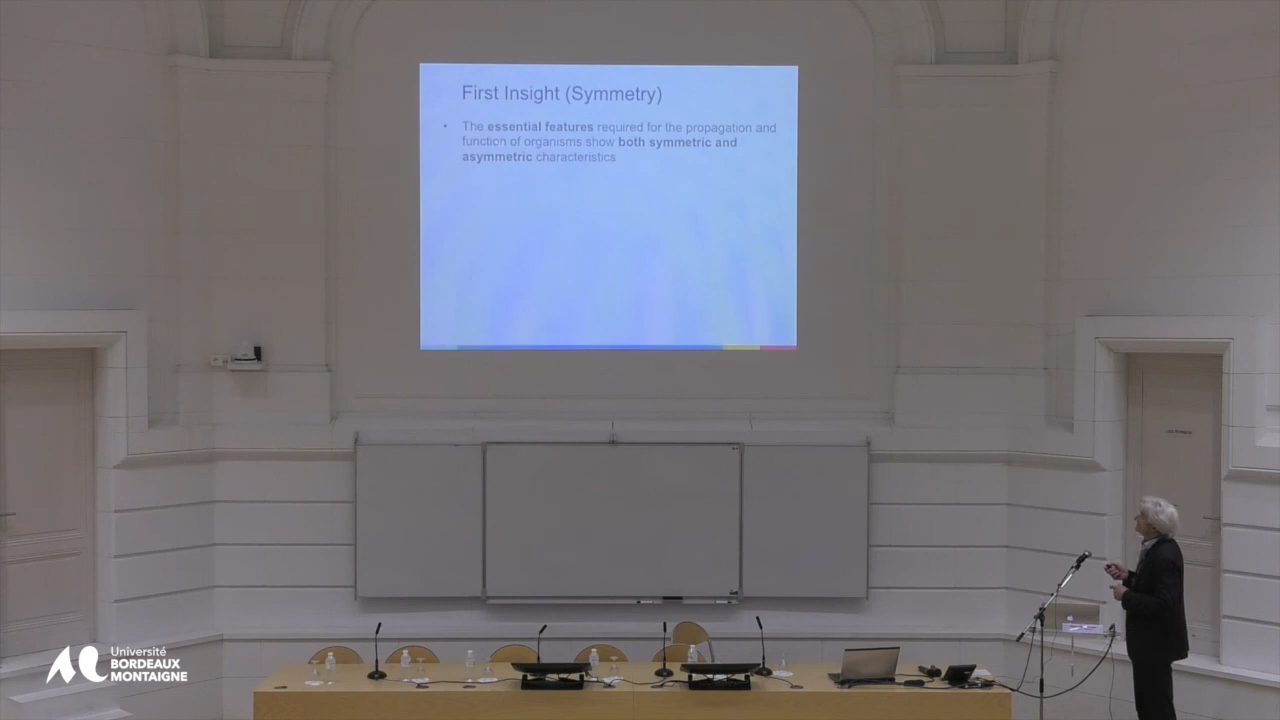 First Insight (Symmetry)
• The essential features required for the propagation and
function of organisms show both symmetric and
asymmetric characteristics
Université
BORDEAUX
MONTAIGNE